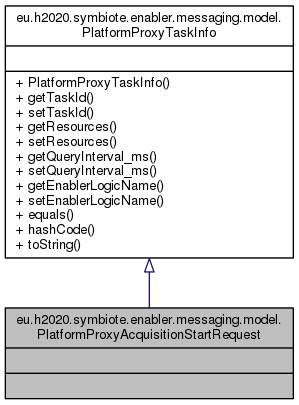 eu.h2020.symbiote.enabler.messaging.model.
PlatformProxyTaskInfo
+ PlatformProxyTaskInfo()
+ getTaskId()
+ setTaskId()
+ getResources()
+ setResources()
+ getQueryInterval_ms()
+ setQueryInterval_ms()
+ getEnablerLogicName()
+ setEnablerLogicName()
+ equals()
+ hashCode()
+ toString()
eu.h2020.symbiote.enabler.messaging.model.
PlatformProxyAcquisitionStartRequest